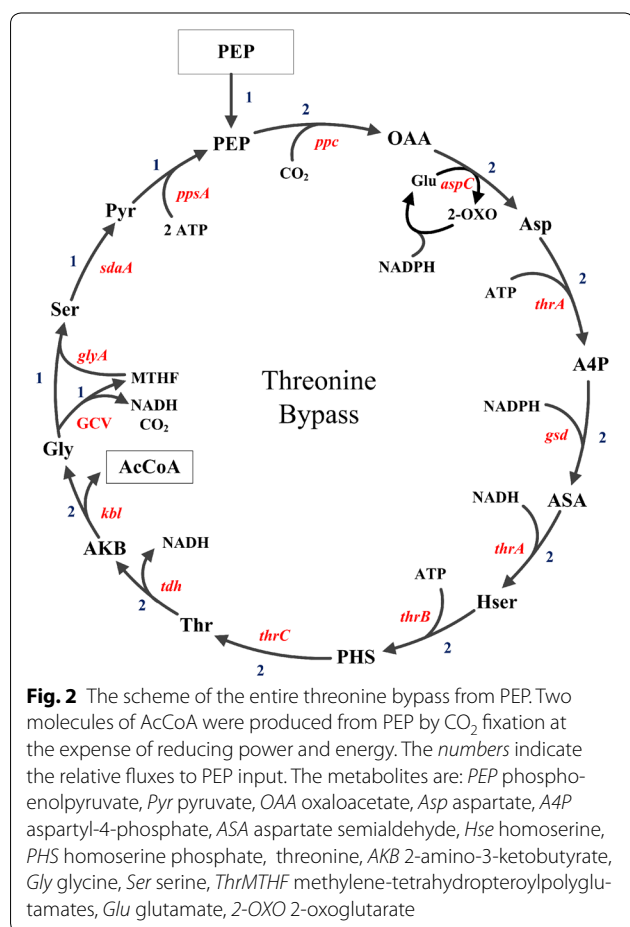 PEP
1
PEP
2
ppc
CO2
OAA
2
aspC
Glu
2-OXO
NADPH
Asp
2
ATP
thrA
A4P
NADPH
gsd
2
ASA
NADH
thrA
2
Hser
ATP
thrB
2
PHS
thrC
2
Thr
NADH
tdh
2
AKB
kbl
2
AcCoA
Gly
GCV
1
NADH
CO2
MTHF
glyA
1
Ser
sdaA
1
Pyr
ppsA
1
2 ATP
Threonine
Bypass
Fig. 2 The scheme of the entire threonine bypass from PEP. Two
molecules of AcCoA were produced from PEP by CO2 fixation at
the expense of reducing power and energy. The numbers indicate
the relative fluxes to PEP input. The metabolites are: PEP phospho-
enolpyruvate, Pyr pyruvate, OAA oxaloacetate, Asp aspartate, A4P
aspartyl-4-phosphate, ASA aspartate semialdehyde, Hse homoserine,
PHS homoserine phosphate, threonine, AKB 2-amino-3-ketobutyrate,
Gly glycine, Ser serine, ThrMTHF methylene-tetrahydropteroylpolyglu-
tamates, Glu glutamate, 2-OXO 2-oxoglutarate